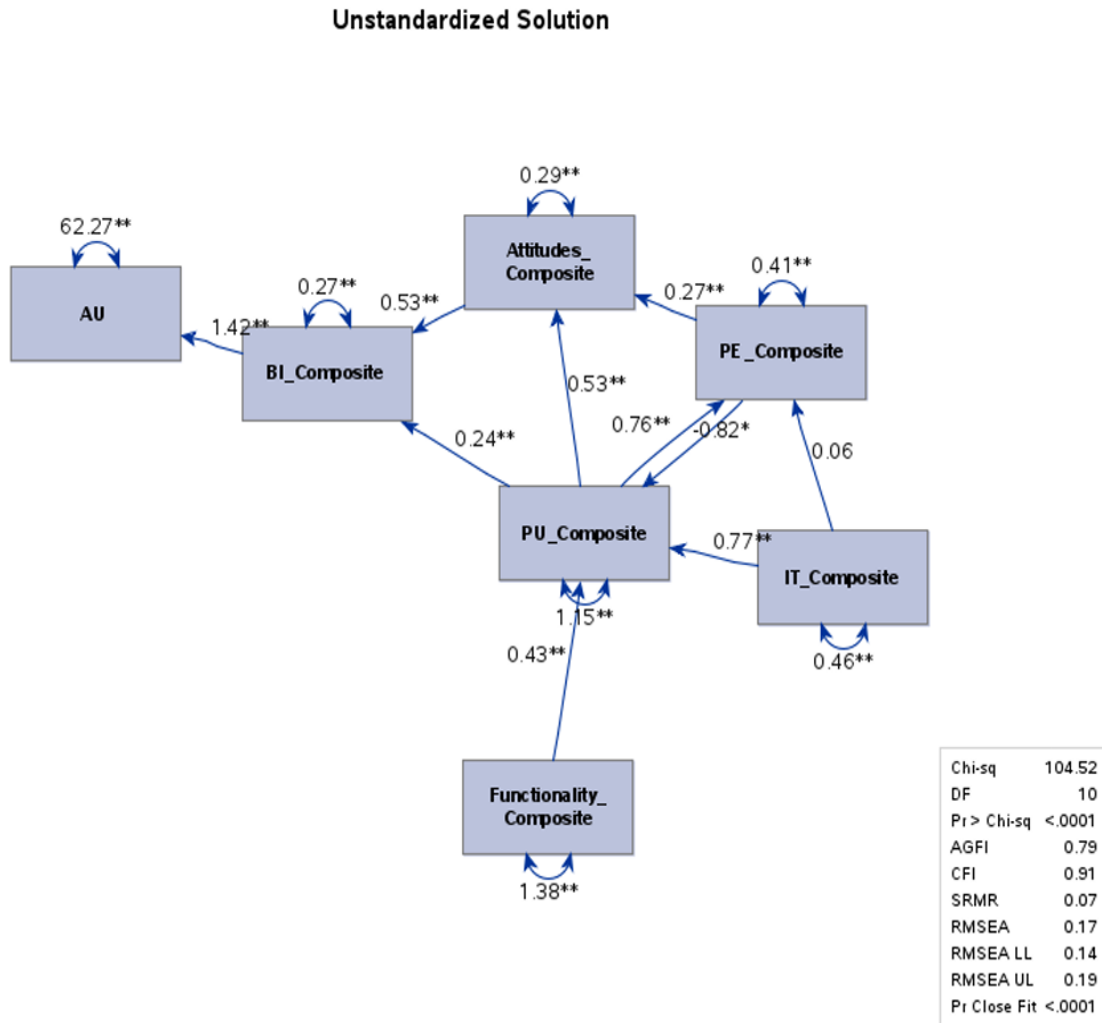 Unstandardized Solution
0.29**
62.27**
Attitudes_
Composite
0.41**
0.27**
0.53**
0.27**
AU
1.42**
PE_Composite
BI_Composite
0.53**
0.76**
-0.82*
0.24**
0.06
PU_Composite
0.77**
IT_Composite
1.15**
0.43**
0.46**
Functionality_
Composite
1.38**
Chi-sq 104.52
DF 10
Pr > Chi-sq <.0001
AGFI 0.79
CFI 0.91
SRMR 0.07
RMSEA 0.17
RMSEA LL 0.14
RMSEA UL 0.19
Pr Close Fit <.0001